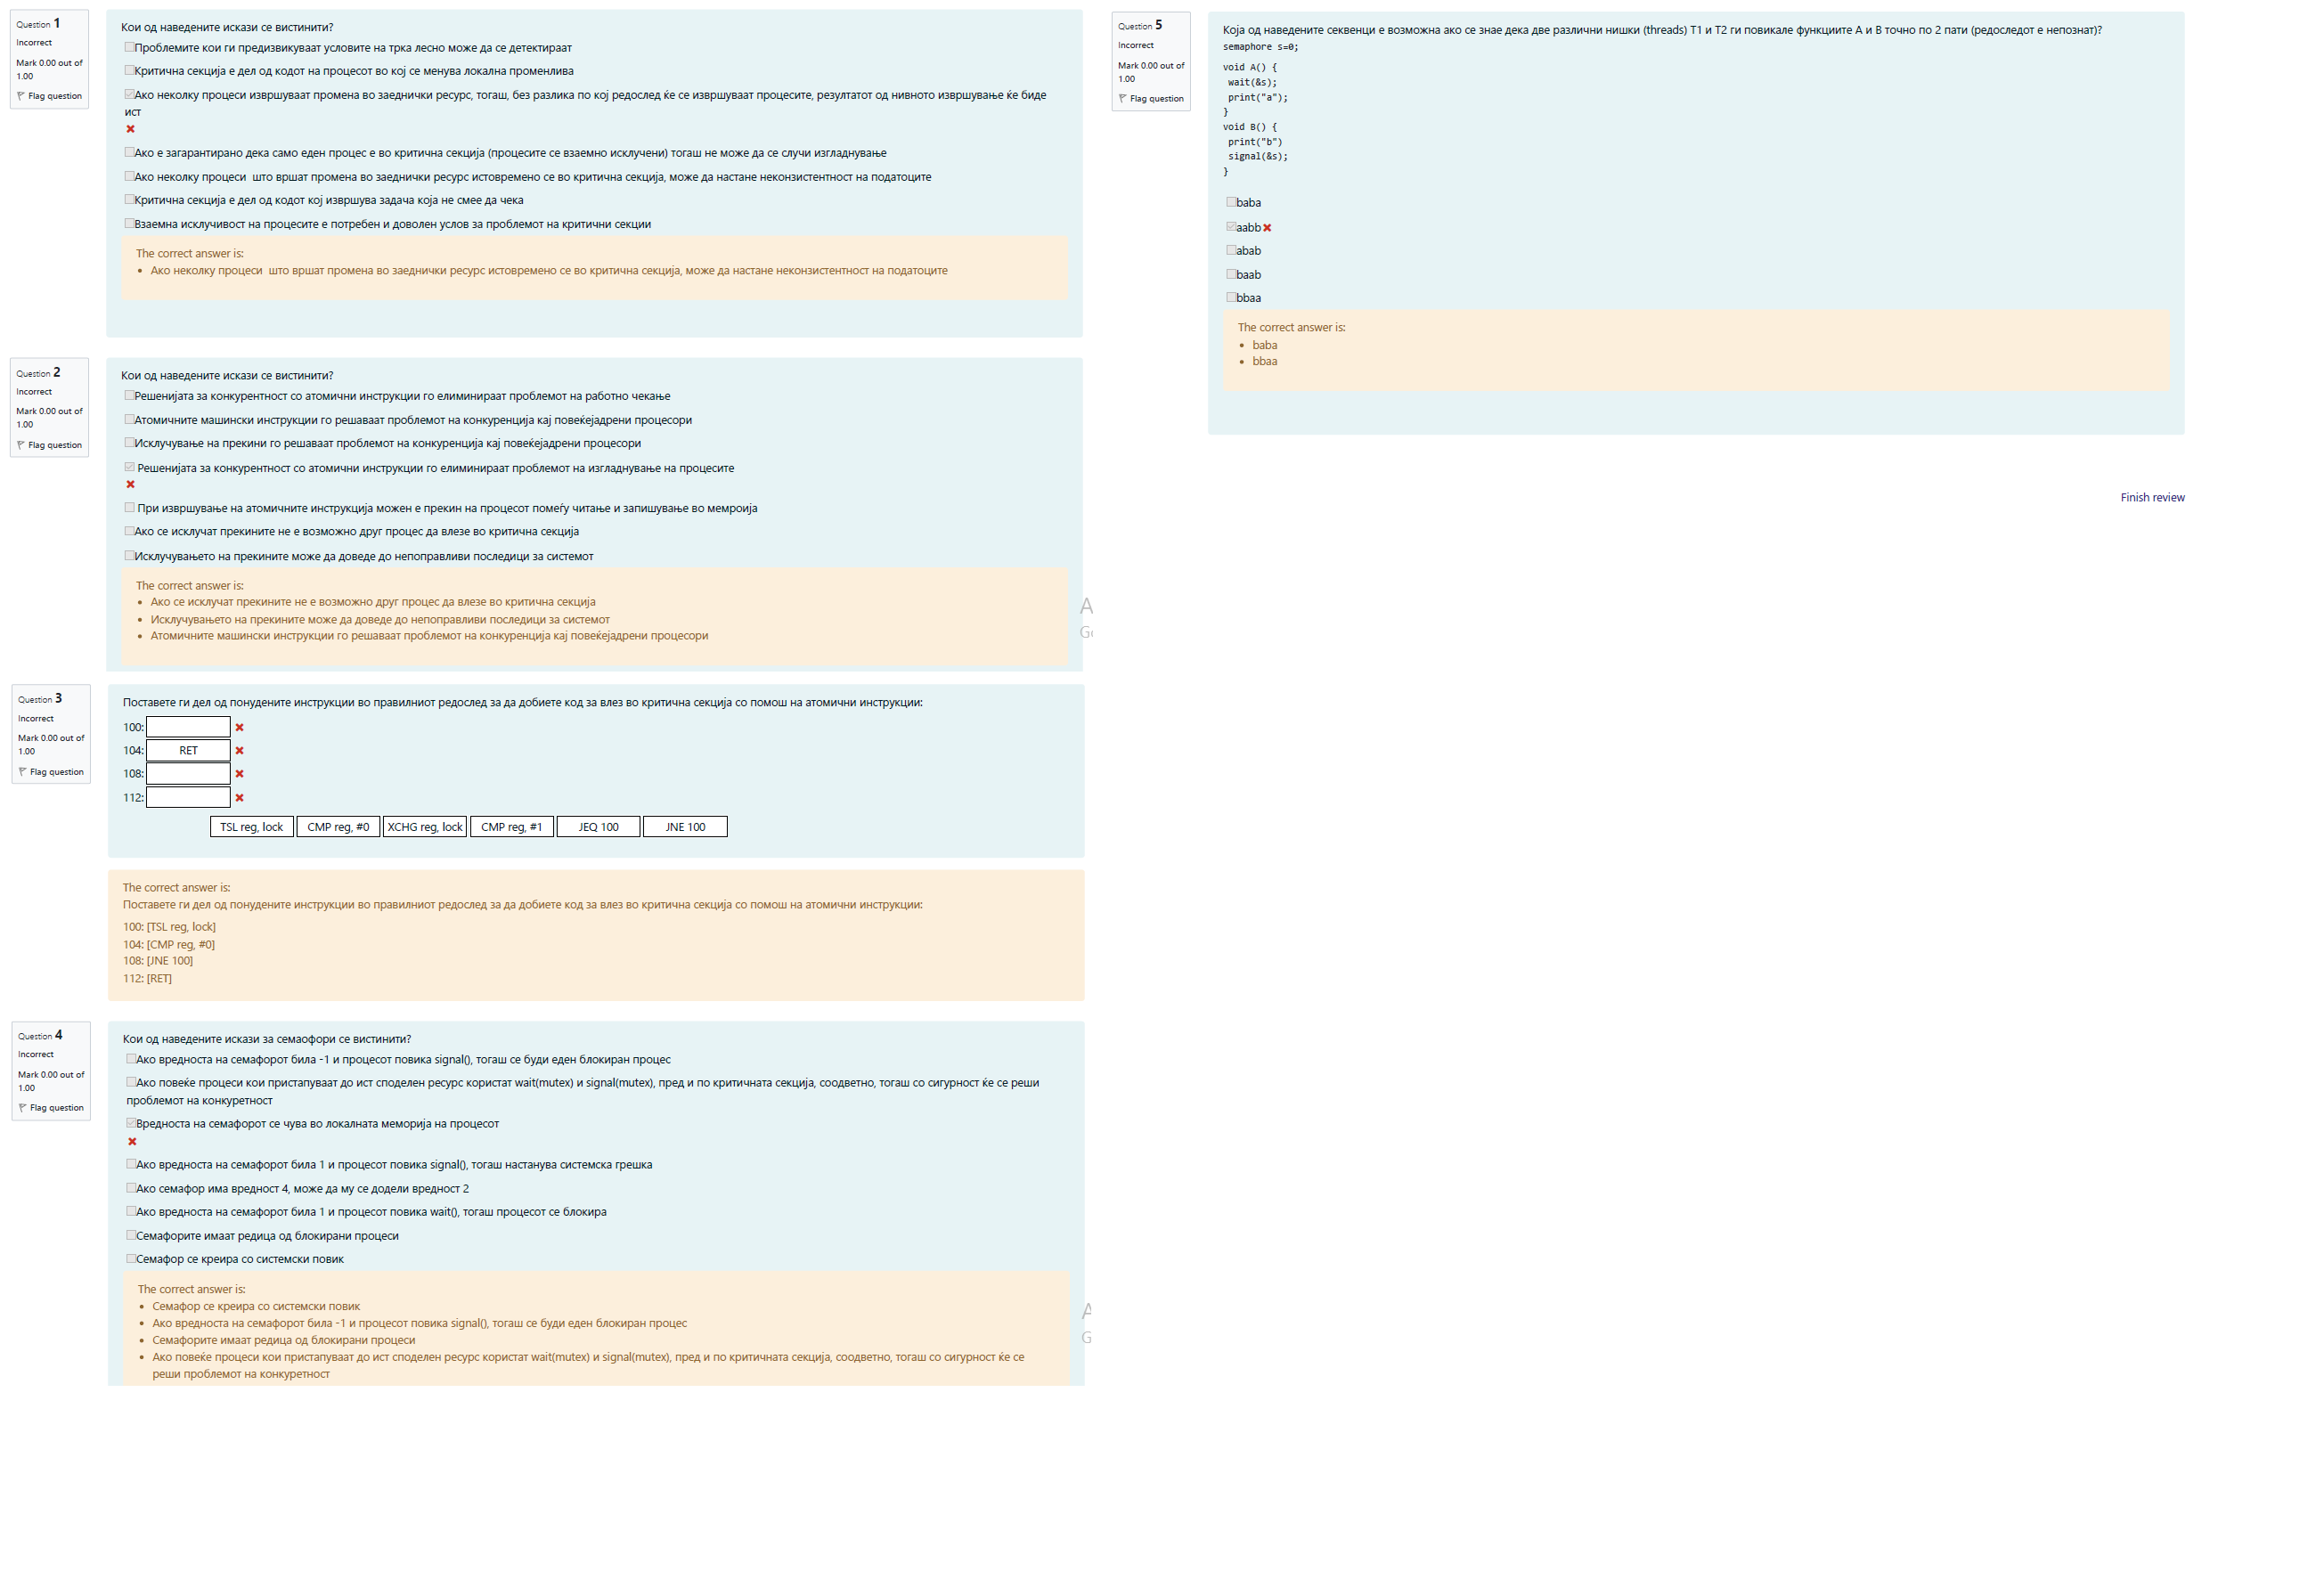 Question 1
Incorrect
Mark 0.00 out of
1.00
Flag question
Кои од наведените искази се вистинити?
Проблемите кои ги предизвикуваат условите на трка лесно може да се детектираат
Критична секција е дел од кодот на процесот во кој се менува локална променлива
Ако неколку процеси извршуваат промена во заеднички ресурс, тогаш, без разлика по кој редослед ќе се извршуваат процесите, резултатот од нивното извршување ќе биде
ист
Ако е загарантирано дека само еден процес е во критична секција (процесите се взаемно исклучени) тогаш не може да се случи изгладнување
Ако неколку процеси  што вршат промена во заеднички ресурс истовремено се во критична секција, може да настане неконзистентност на податоците
Критична секција е дел од кодот кој извршува задача која не смее да чека
Взаемна исклучивост на процесите е потребен и доволен услов за проблемот на критични секции
The correct answer is:
• Ако неколку процеси  што вршат промена во заеднички ресурс истовремено се во критична секција, може да настане неконзистентност на податоците
Question 2
Incorrect
Mark 0.00 out of
1.00
Flag question
Кои од наведените искази се вистинити?
Решенијата за конкурентност со атомични инструкции го елиминираат проблемот на работно чекање
Атомичните машински инструкции го решаваат проблемот на конкуренција кај повеќејадрени процесори
Исклучување на прекини го решаваат проблемот на конкуренција кај повеќејадрени процесори
Решенијата за конкурентност со атомични инструкции го елиминираат проблемот на изгладнување на процесите
При извршување на атомичните инструкција можен е прекин на процесот помеѓу читање и запишување во мемроија
Ако се исклучат прекините не е возможно друг процес да влезе во критична секција
Исклучувањето на прекините може да доведе до непоправливи последици за системот
The correct answer is:
• Ако се исклучат прекините не е возможно друг процес да влезе во критична секција
• Исклучувањето на прекините може да доведе до непоправливи последици за системот
• Атомичните машински инструкции го решаваат проблемот на конкуренција кај повеќејадрени процесори
Question 3
Incorrect
Mark 0.00 out of
1.00
Flag question
Поставете ги дел од понудените инструкции во правилниот редослед за да добиете код за влез во критична секција со помош на атомични инструкции:
100:
104: RET
108:
112:
TSL reg, lock CMP reg, #0 XCHG reg, lock CMP reg, #1 JEQ 100 JNE 100
The correct answer is:
Поставете ги дел од понудените инструкции во правилниот редослед за да добиете код за влез во критична секција со помош на атомични инструкции:
100: [TSL reg, lock]
104: [CMP reg, #0]
108: [JNE 100]
112: [RET]
Question 4
Incorrect
Mark 0.00 out of
1.00
Flag question
Кои од наведените искази за семаофори се вистинити?
Ако вредноста на семафорот била -1 и процесот повика signal(), тогаш се буди еден блокиран процес
Ако повеќе процеси кои пристапуваат до ист споделен ресурс користат wait(mutex) и signal(mutex), пред и по критичната секција, соодветно, тогаш со сигурност ќе се реши
проблемот на конкуретност
Вредноста на семафорот се чува во локалната меморија на процесот
Ако вредноста на семафорот била 1 и процесот повика signal(), тогаш настанува системска грешка
Ако семафор има вредност 4, може да му се додели вредност 2
Ако вредноста на семафорот била 1 и процесот повика wait(), тогаш процесот се блокира
Семафорите имаат редица од блокирани процеси
Семафор се креира со системски повик
The correct answer is:
• Семафор се креира со системски повик
• Ако вредноста на семафорот била -1 и процесот повика signal(), тогаш се буди еден блокиран процес
• Семафорите имаат редица од блокирани процеси
• Ако повеќе процеси кои пристапуваат до ист споделен ресурс користат wait(mutex) и signal(mutex), пред и по критичната секција, соодветно, тогаш со сигурност ќе се
реши проблемот на конкуретност
Question 5
Incorrect
Mark 0.00 out of
1.00
Flag question
Која од наведените секвенци е возможна ако се знае дека две различни нишки (threads) Т1 и Т2 ги повикале функциите А и В точно по 2 пати (редоследот е непознат)?
semaphore s=0;
void A() {
wait(&s);
print("a");
}
void B() {
print("b")
signal(&s);
}
baba
aabb
abab
baab
bbaa
The correct answer is:
• baba
• bbaa
Finish review